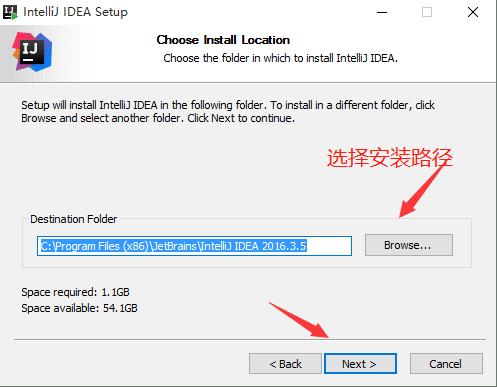 IntelliJ IDEA Setup
IJ
Choose Install Location
Choose the folder in which to install IntelliJ IDEA.
Setup will install IntelliJ IDEA in the following folder. To install in a different folder, click
Browse and select another folder. Click Next to continue.
选择安装路径
Destination Folder
C:\Program Files (x86)\JetBrains\IntelliJ IDEA 2016.3.5
Browse...
Space required: 1.1GB
Space available: 54.1GB
< Back
Next >
Cancel